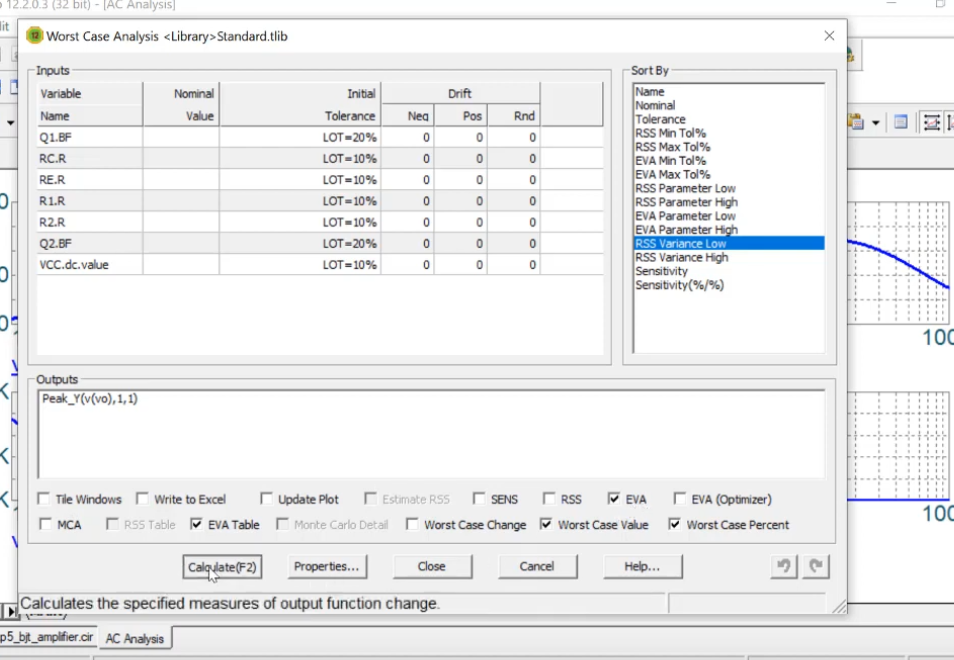 12.2.0.3 (32 bit) - [AC Analysis]
Worst Case Analysis <Library>Standard.tlib
Inputs
Variable Nominal Initial Drift
Name Value Tolerance Neq Pos Rnd
Q1.BF LOT=20% 0 0 0
RC.R LOT=10% 0 0 0
RE.R LOT=10% 0 0 0
R1.R LOT=10% 0 0 0
R2.R LOT=10% 0 0 0
Q2.BF LOT=20% 0 0 0
VCC.dc.value LOT=10% 0 0 0
Sort By
Name
Nominal
Tolerance
RSS Min Tol%
RSS Max Tol%
EVA Min Tol%
EVA Max Tol%
RSS Parameter Low
RSS Parameter High
EVA Parameter Low
EVA Parameter High
RSS Variance Low
RSS Variance High
Sensitivity
Sensitivity(%/%)
100
100
Outputs
Peak_Y(v(vo),1,1)
Tile Windows Write to Excel Update Plot Estimate RSS SENS RSS EVA EVA (Optimizer)
MCA RSS Table EVA Table Monte Carlo Detail Worst Case Change Worst Case Value Worst Case Percent
Calculate(F2) Properties... Close Cancel Help...
Calculates the specified measures of output function change.
p5_bjt_amplifier.cir AC Analysis